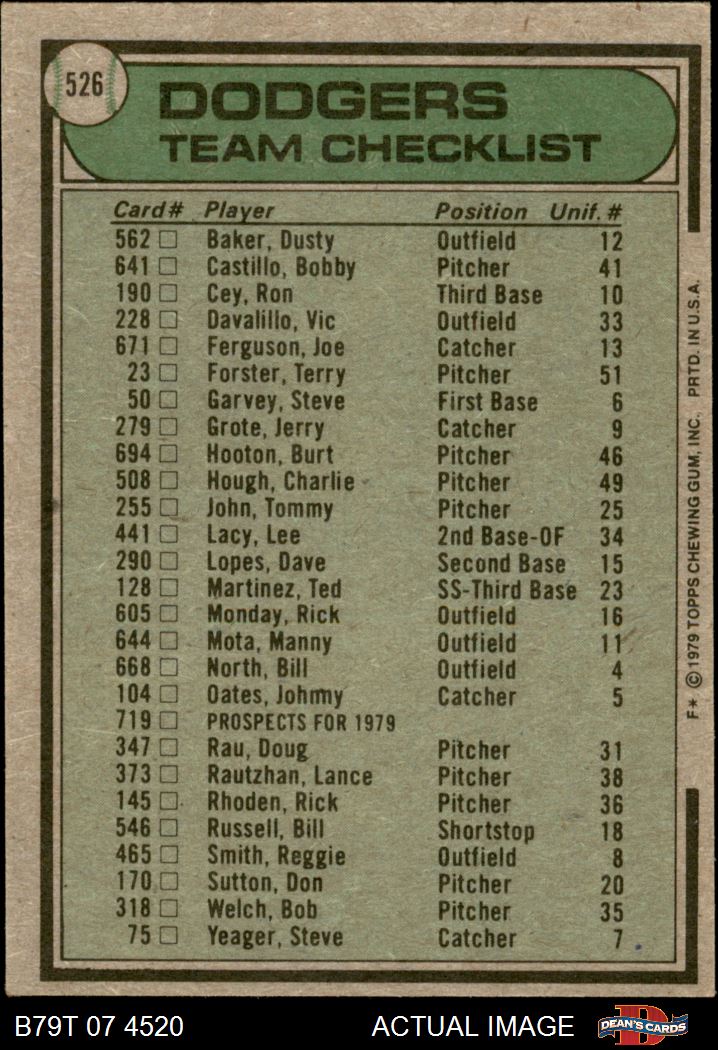 526
DODGERS
TEAM CHECKLIST
Card# Player Position Unif. #
562 Baker, Dusty Outfield 12
641 Castillo, Bobby Pitcher 41
190 Cey, Ron Third Base 10
228 Davalillo, Vic Outfield 33
671 Ferguson, Joe Catcher 13
23 Forster, Terry Pitcher 51
50 Garvey, Steve First Base 6
279 Grote, Jerry Catcher 9
694 Hooton, Burt Pitcher 46
508 Hough, Charlie Pitcher 49
255 John, Tommy Pitcher 25
441 Lacy, Lee 2nd Base-OF 34
290 Lopes, Dave Second Base 15
128 Martinez, Ted SS-Third Base 23
605 Monday, Rick Outfield 16
644 Mota, Manny Outfield 11
668 North, Bill Outfield 4
104 Oates, Johnny Catcher 5
719 PROSPECTS FOR 1979
347 Rau, Doug Pitcher 31
373 Rautzhan, Lance Pitcher 38
145 Rhoden, Rick Pitcher 36
546 Russell, Bill Shortstop 18
465 Smith, Reggie Outfield 8
170 Sutton, Don Pitcher 20
318 Welch, Bob Pitcher 35
75 Yeager, Steve Catcher 7
F* © 1979 TOPPS CHEWING GUM, INC. PRTD. IN U.S.A.
B79T 07 4520 ACTUAL IMAGE
D
DEAN'S CARDS